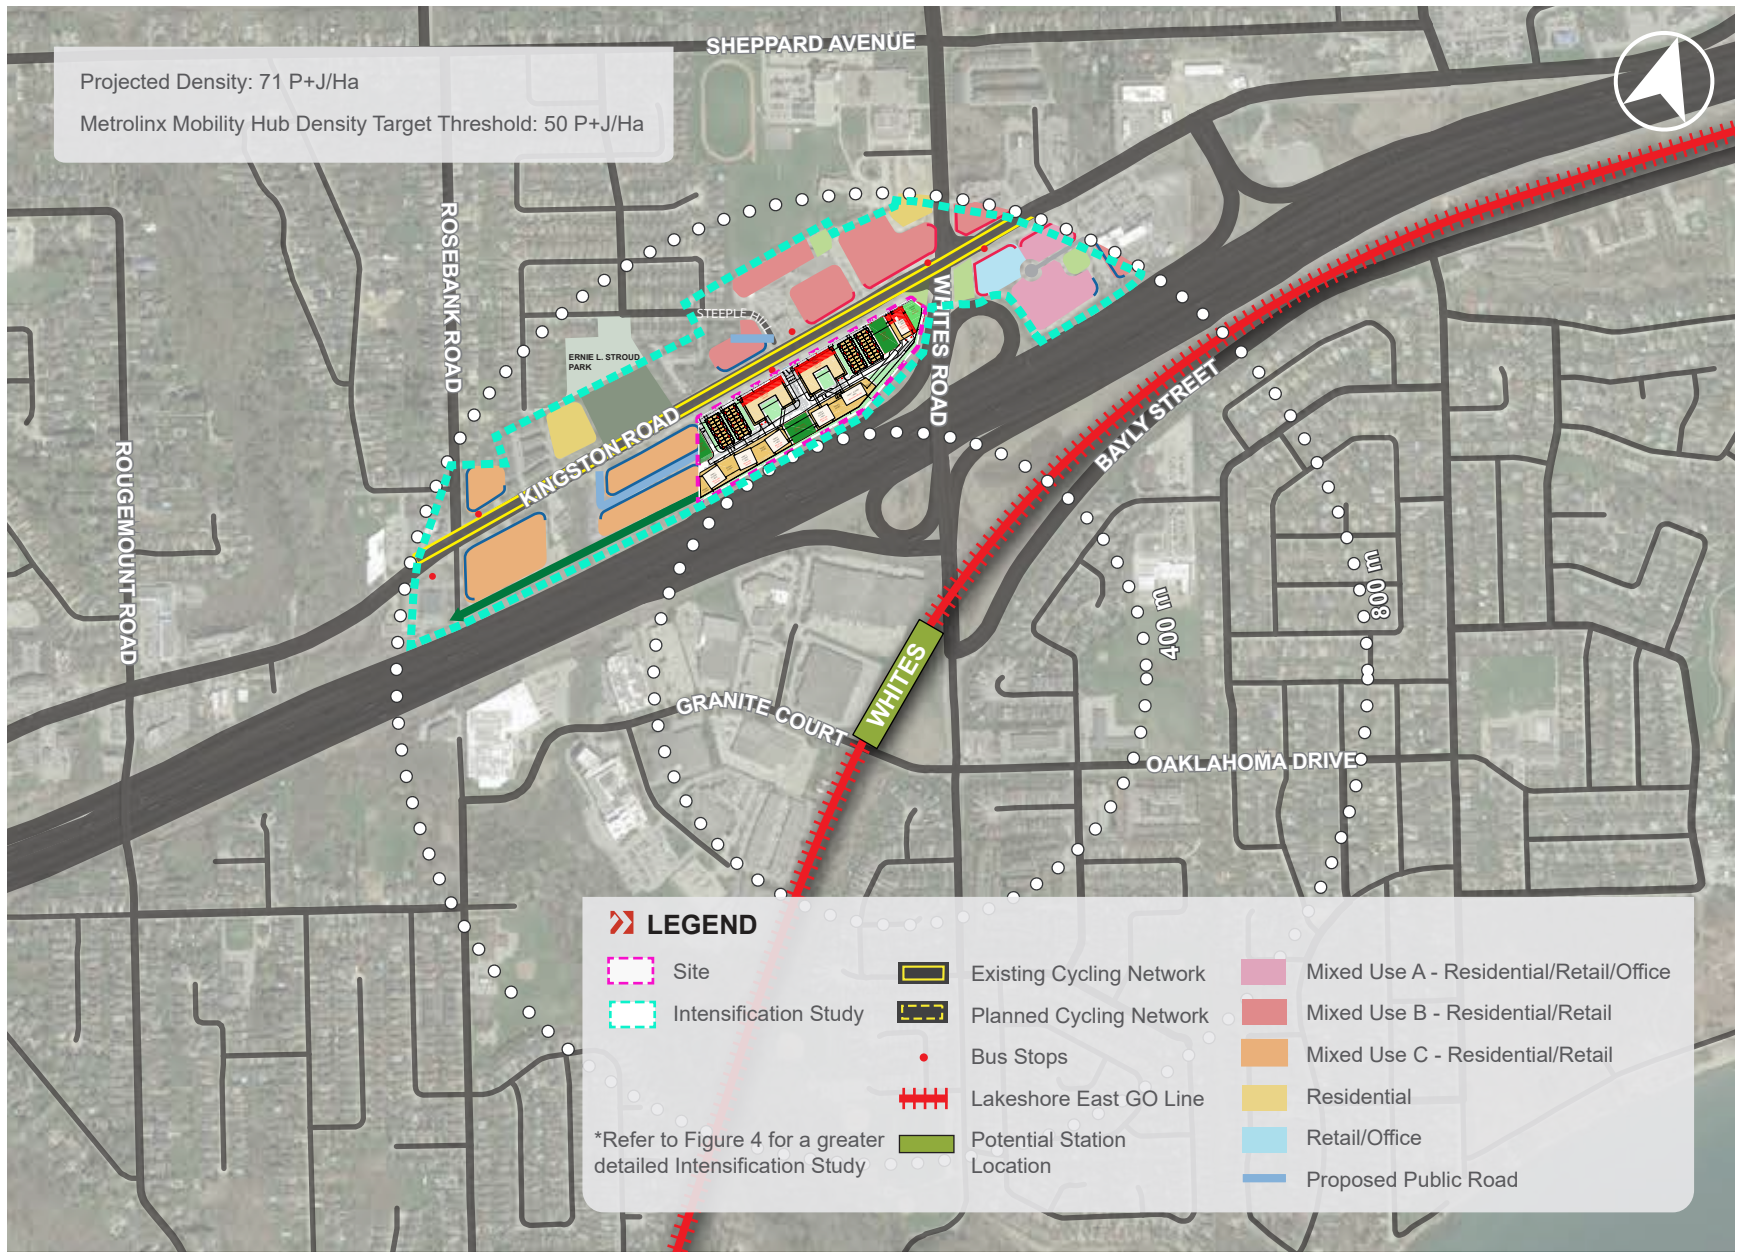 SHEPPARD AVENUE
Projected Density: 71 P+J/Ha
Metrolinx Mobility Hub Density Target Threshold: 50 P+J/Ha
ROSEBANK ROAD
WHITES ROAD
STEEPLE HILL
ERNIE L. STROUD
PARK
KINGSTON ROAD
BAYLY STREET
ROUGEMOUNT ROAD
400 m
800 m
WHITES
GRANITE COURT
OAKLAHOMA DRIVE
LEGEND
Site
Intensification Study
*Refer to Figure 4 for a greater
detailed Intensification Study
Existing Cycling Network
Planned Cycling Network
Bus Stops
Lakeshore East GO Line
Potential Station
Location
Mixed Use A - Residential/Retail/Office
Mixed Use B - Residential/Retail
Mixed Use C - Residential/Retail
Residential
Retail/Office
Proposed Public Road